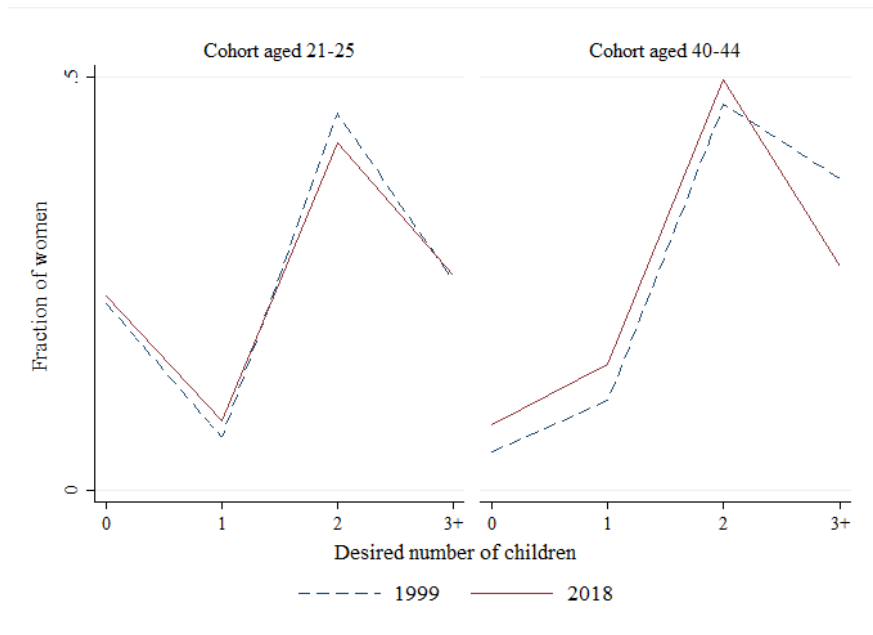 Cohort aged 21-25
Cohort aged 40-44
.5
Fraction of women
0
0 1 2 3+
0 1 2 3+
Desired number of children
1999 2018